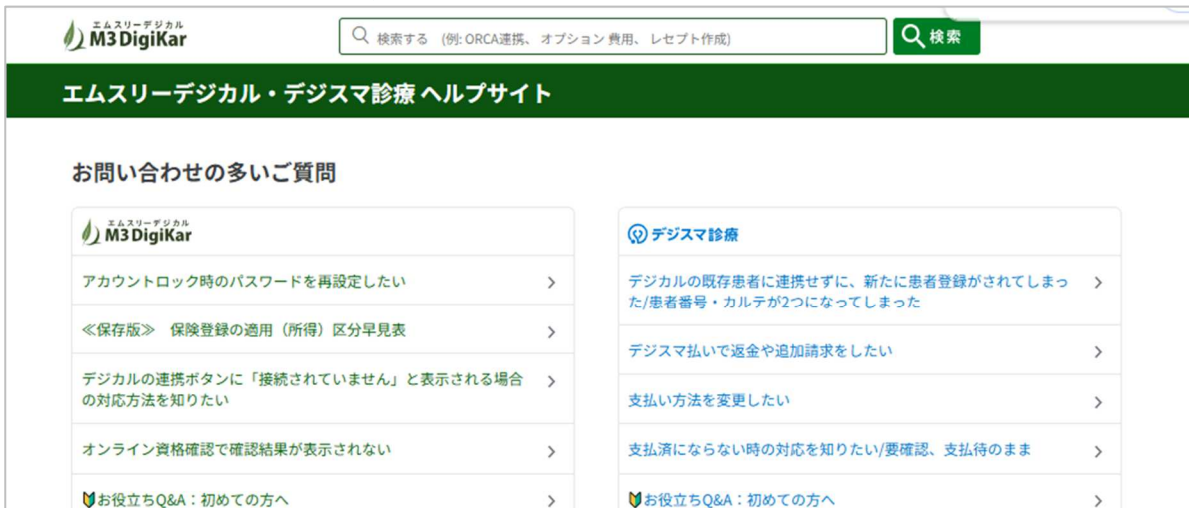 エムスリーデジカル
M3 DigiKar
検索する (例: ORCA連携、オプション費用、レセプト作成)
検索
エムスリーデジカル・デジスマ診療 ヘルプサイト
お問い合わせの多いご質問
エムスリーデジカル
M3 DigiKar
アカウントロック時のパスワードを再設定したい
≪保存版≫ 保険登録の適用（所得）区分早見表
デジカルの連携ボタンに「接続されていません」と表示される場合
の対応方法を知りたい
オンライン資格確認で確認結果が表示されない
お役立ちQ&A：初めての方へ
デジスマ診療
デジカルの既存患者に連携せずに、新たに患者登録がされてしまっ
た/患者番号・カルテが2つになってしまった
デジスマ払いで返金や追加請求をしたい
支払い方法を変更したい
支払済にならない時の対応を知りたい/要確認、支払待のまま
お役立ちQ&A：初めての方へ